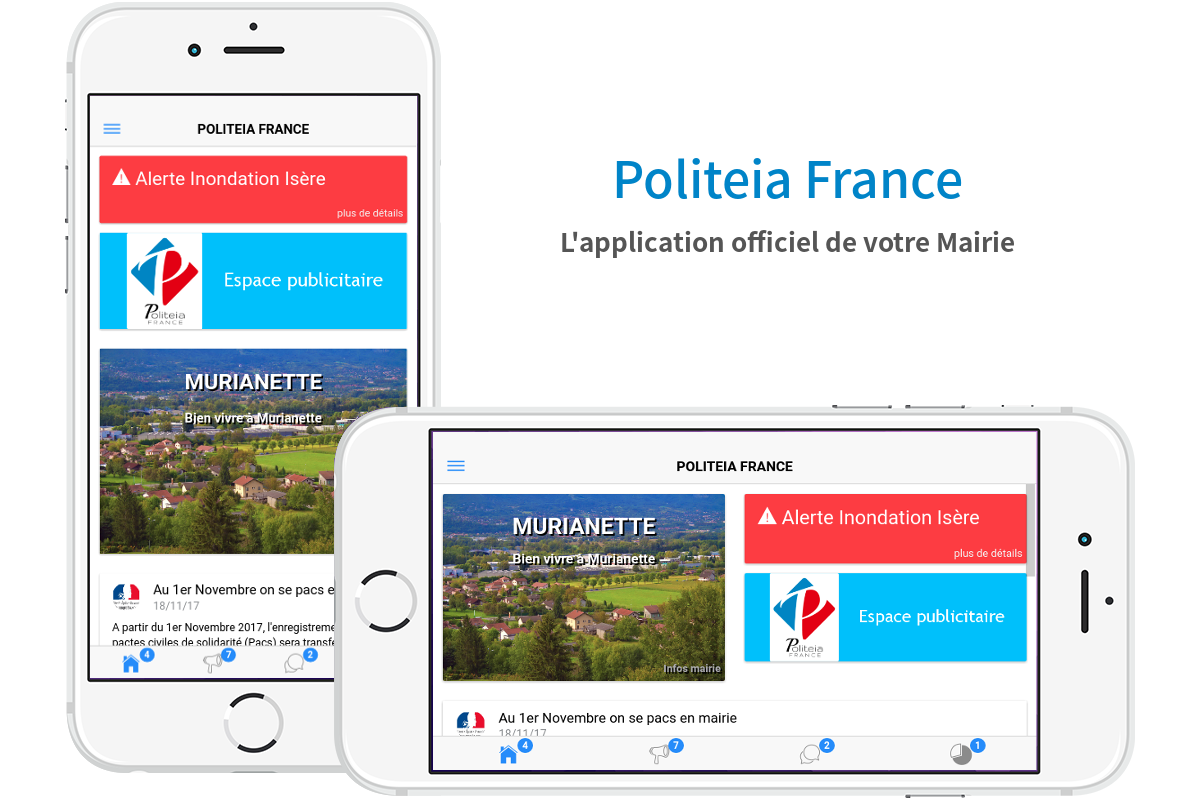 POLITEIA FRANCE
Alerte Inondation Isère
plus de détails
Politeia
FRANCE
Espace publicitaire
MURIANETTE
Bien vivre à Murianette
Au 1er Novembre on se pacs e
18/11/17
A partir du 1er Novembre 2017, l'enregistreme
pactes civiles de solidarité (Pacs) sera transfé
4
7
2
Politeia France
L'application officiel de votre Mairie
POLITEIA FRANCE
MURIANETTE
Bien vivre à Murianette
Infos mairie
Alerte Inondation Isère
plus de détails
Politeia
FRANCE
Espace publicitaire
Au 1er Novembre on se pacs en mairie
18/11/17
4
7
2
1